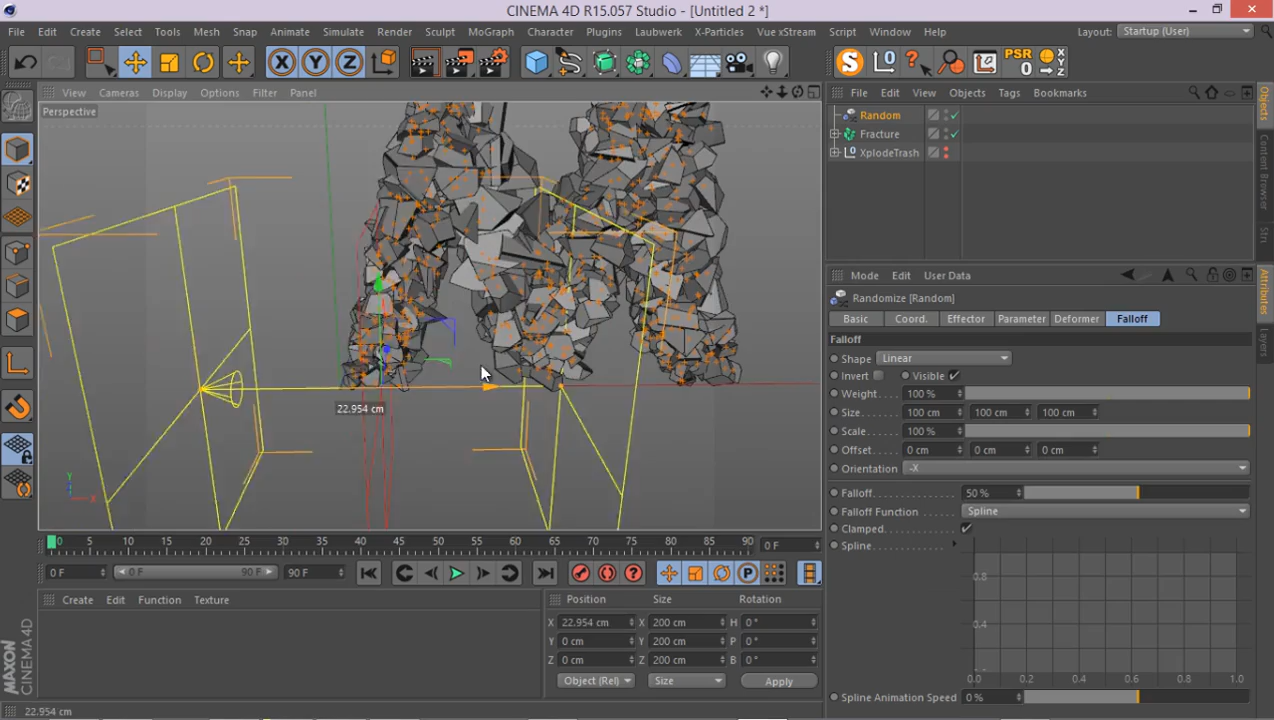 CINEMA 4D R15.057 Studio - [Untitled 2 *]
File Edit Create Select Tools Mesh Snap Animate Simulate Render Sculpt MoGraph Character Plugins Laubwerk X-Particles Vue xStream Script Window Help Layout: Startup (User)
X Y Z S PSR 0
View Cameras Display Options Filter Panel
Perspective
File Edit View Objects Tags Bookmarks
Random
Fracture
XplodeTrash
Objects
Content Browser
Attributes
Mode Edit User Data
Randomize [Random]
Basic Coord. Effector Parameter Deformer Falloff
Falloff
Shape Linear
Invert Visible
Weight 100 %
Size 100 cm 100 cm 100 cm
Scale 100 %
Offset 0 cm 0 cm 0 cm
Orientation -X
Falloff 50 %
Falloff Function Spline
Clamped
Spline
0.8
0.4
0.0 0.2 0.4 0.6 0.8 1.0
Spline Animation Speed 0 %
22.954 cm
Y
X
0 5 10 15 20 25 30 35 40 45 50 55 60 65 70 75 80 85 90 0 F
0 F 0 F 90 F 90 F
P
Create Edit Function Texture
Position Size Rotation
X 22.954 cm X 200 cm H 0 °
Y 0 cm Y 200 cm P 0 °
Z 0 cm Z 200 cm B 0 °
Object (Rel) Size Apply
MAXON
CINEMA 4D
22.954 cm